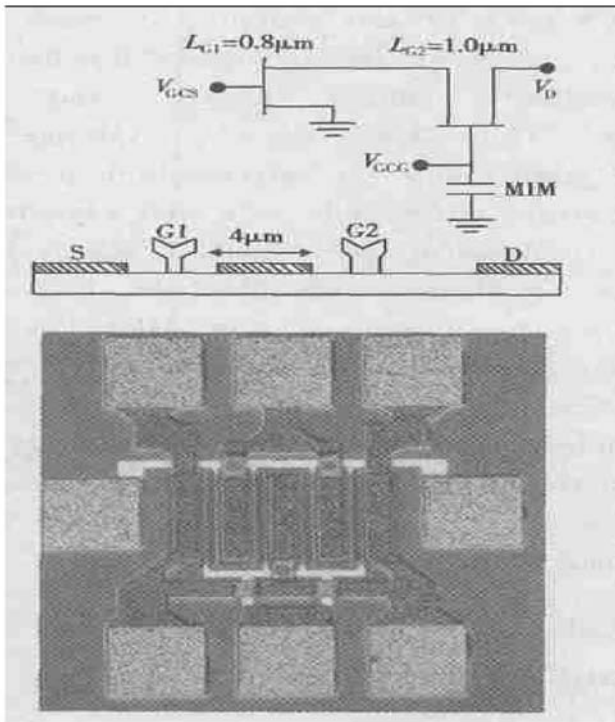 L_G1=0.8μm L_G2=1.0μm
V_GCS V_D
V_GCG MIM
S G1 4μm G2 D